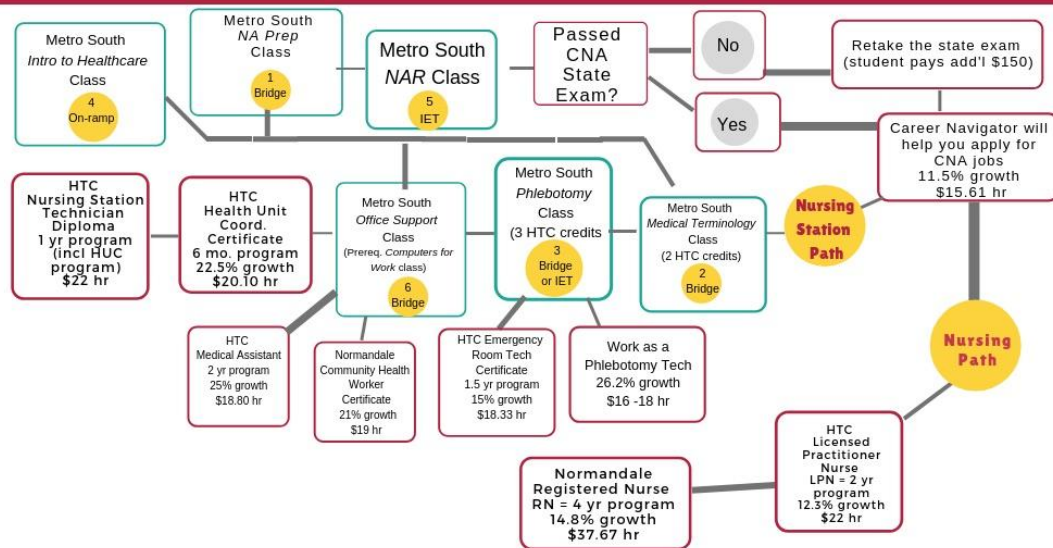 Metro South
Intro to Healthcare
Class
4
On-ramp
Metro South
NA Prep
Class
1
Bridge
Metro South
NAR Class
5
IET
Passed
CNA
State
Exam?
No
Yes
Retake the state exam
(student pays add'l $150)
Career Navigator will
help you apply for
CNA jobs
11.5% growth
$15.61 hr
HTC
Nursing Station
Technician
Diploma
1 yr program
(incl HUC
program)
$22 hr
HTC
Health Unit
Coord.
Certificate
6 mo. program
22.5% growth
$20.10 hr
Metro South
Office Support
Class
(Prereq. Computers for
Work class)
6
Bridge
Metro South
Phlebotomy
Class
(3 HTC credits
3
Bridge
or IET
Metro South
Medical Terminology
Class
(2 HTC credits)
2
Bridge
Nursing
Station
Path
HTC
Medical Assistant
2 yr program
25% growth
$18.80 hr
Normandale
Community Health
Worker
Certificate
21% growth
$19 hr
HTC Emergency
Room Tech
Certificate
1.5 yr program
15% growth
$18.33 hr
Work as a
Phlebotomy Tech
26.2% growth
$16 -18 hr
Nursing
Path
HTC
Licensed
Practitioner
Nurse
LPN = 2 yr
program
12.3% growth
$22 hr
Normandale
Registered Nurse
RN = 4 yr program
14.8% growth
$37.67 hr